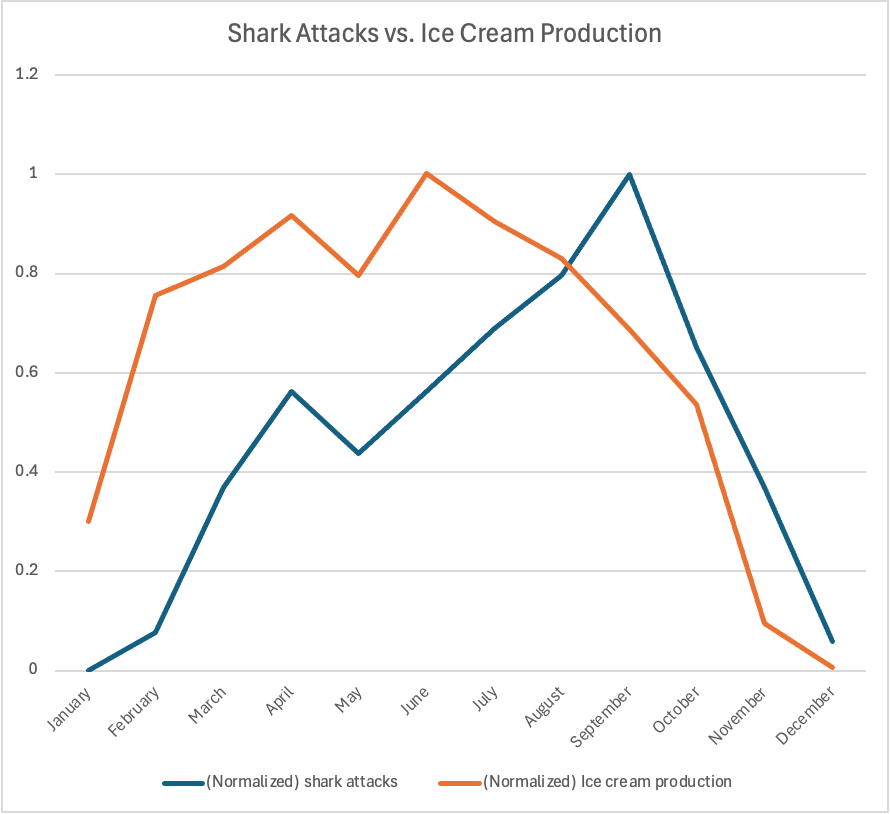 Shark Attacks vs. Ice Cream Production
1.2
1
0.8
0.6
0.4
0.2
0
January
February
March
April
May
June
July
August
September
October
November
December
(Normalized) shark attacks
(Normalized) Ice cream production